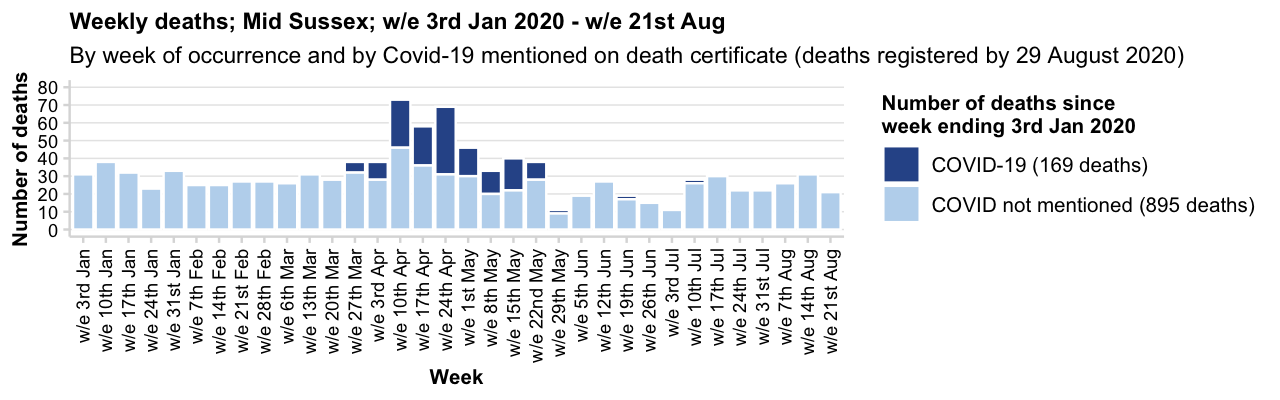 Weekly deaths; Mid Sussex; w/e 3rd Jan 2020 - w/e 21st Aug
By week of occurrence and by Covid-19 mentioned on death certificate (deaths registered by 29 August 2020)
Number of deaths
80
70
60
50
40
30
20
10
0
w/e 3rd Jan
w/e 10th Jan
w/e 17th Jan
w/e 24th Jan
w/e 31st Jan
w/e 7th Feb
w/e 14th Feb
w/e 21st Feb
w/e 28th Feb
w/e 6th Mar
w/e 13th Mar
w/e 20th Mar
w/e 27th Mar
w/e 3rd Apr
w/e 10th Apr
w/e 17th Apr
w/e 24th Apr
w/e 1st May
w/e 8th May
w/e 15th May
w/e 22nd May
w/e 29th May
w/e 5th Jun
w/e 12th Jun
w/e 19th Jun
w/e 26th Jun
w/e 3rd Jul
w/e 10th Jul
w/e 17th Jul
w/e 24th Jul
w/e 31st Jul
w/e 7th Aug
w/e 14th Aug
w/e 21st Aug
Week
Number of deaths since
week ending 3rd Jan 2020
COVID-19 (169 deaths)
COVID not mentioned (895 deaths)